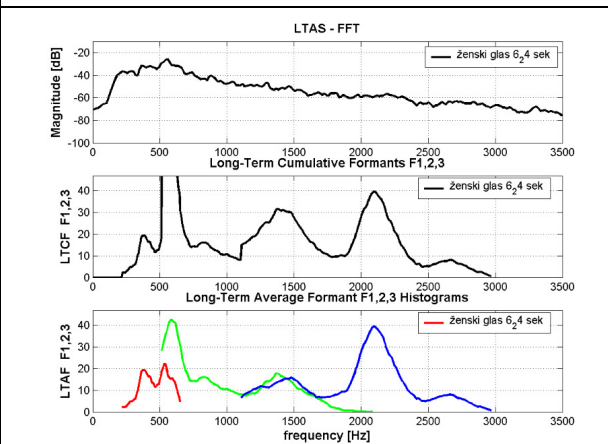 LTAS - FFT
Magnitude [dB]
-20
-40
-60
-80
-100
ženski glas 6₂4 sek
0 500 1000 1500 2000 2500 3000 3500
Long-Term Cumulative Formants F1,2,3
LTCF F1,2,3
40
30
20
10
0
ženski glas 6₂4 sek
0 500 1000 1500 2000 2500 3000 3500
Long-Term Average Formant F1,2,3 Histograms
LTAF F1,2,3
40
30
20
10
0
ženski glas 6₂4 sek
0 500 1000 1500 2000 2500 3000 3500
frequency [Hz]